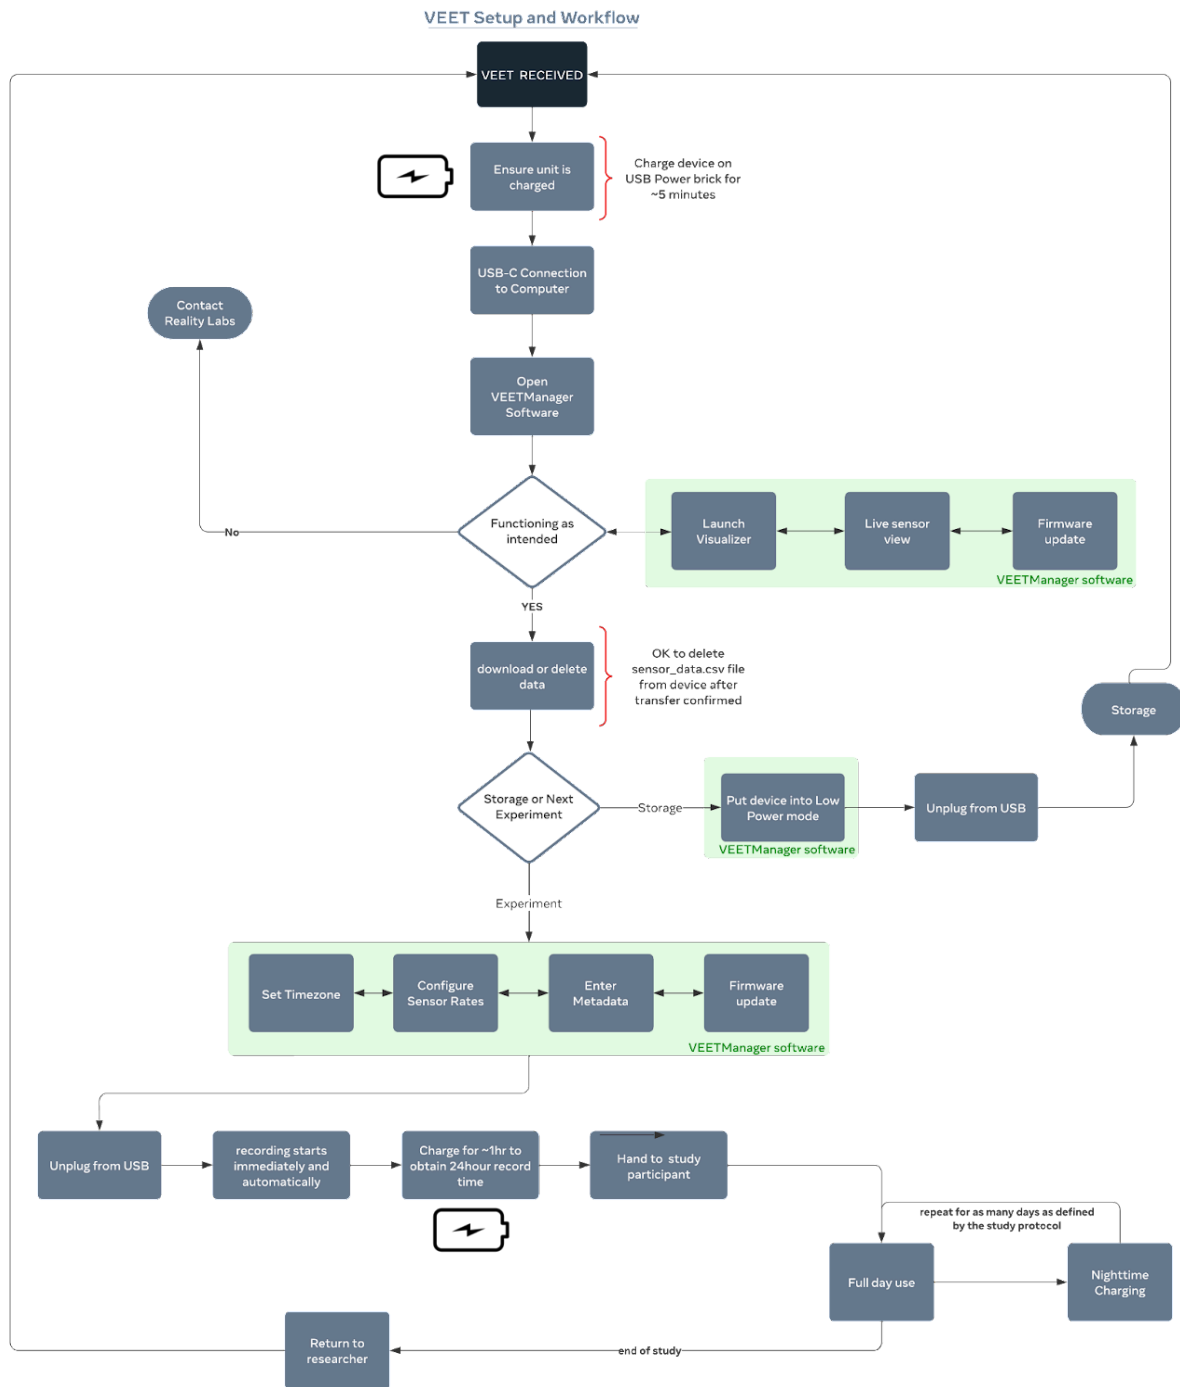 VEET Setup and Workflow
VEET RECEIVED
Ensure unit is
charged
Charge device on
USB Power brick for
~5 minutes
USB-C Connection
to Computer
Contact
Reality Labs
Open
VEETManager
Software
Functioning as
intended
No
Launch
Visualizer
Live sensor
view
Firmware
update
VEETManager software
YES
download or delete
data
OK to delete
sensor_data.csv file
from device after
transfer confirmed
Storage
Storage or Next
Experiment
Storage
Put device into Low
Power mode
VEETManager software
Unplug from USB
Experiment
Set Timezone
Configure
Sensor Rates
Enter
Metadata
Firmware
update
VEETManager software
Unplug from USB
recording starts
immediately and
automatically
Charge for ~1hr to
obtain 24hour record
time
Hand to study
participant
repeat for as many days as defined
by the study protocol
Full day use
Nighttime
Charging
Return to
researcher
end of study